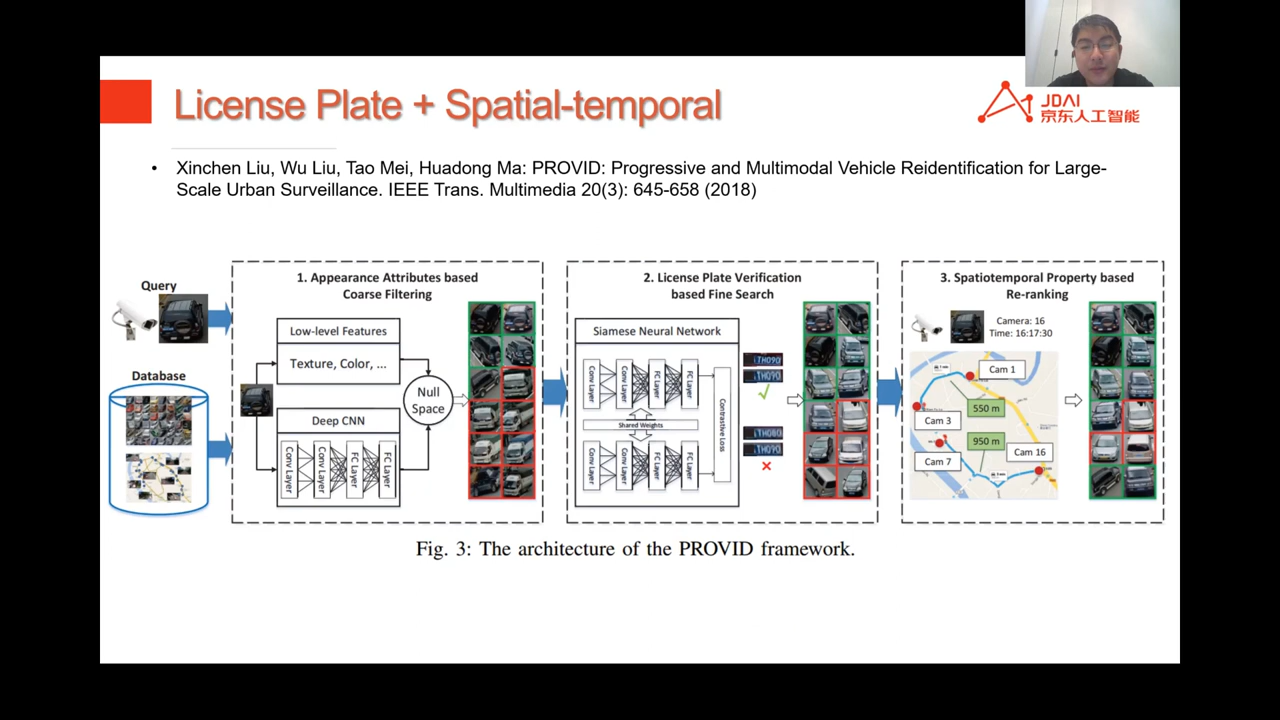 License Plate + Spatial-temporal
JDAI
京东人工智能
• Xinchen Liu, Wu Liu, Tao Mei, Huadong Ma: PROVID: Progressive and Multimodal Vehicle Reidentification for Large-
Scale Urban Surveillance. IEEE Trans. Multimedia 20(3): 645-658 (2018)
Query
Database
1. Appearance Attributes based
Coarse Filtering
Low-level Features
Texture, Color, ...
Deep CNN
Conv Layer
Conv Layer
FC Layer
FC Layer
Null
Space
2. License Plate Verification
based Fine Search
Siamese Neural Network
Conv Layer
Conv Layer
FC Layer
FC Layer
Shared Weights
Conv Layer
Conv Layer
FC Layer
FC Layer
Contrastive Loss
3. Spatiotemporal Property based
Re-ranking
Camera: 16
Time: 16:17:30
Cam 1
550 m
Cam 3
950 m
Cam 16
Cam 7
Fig. 3: The architecture of the PROVID framework.